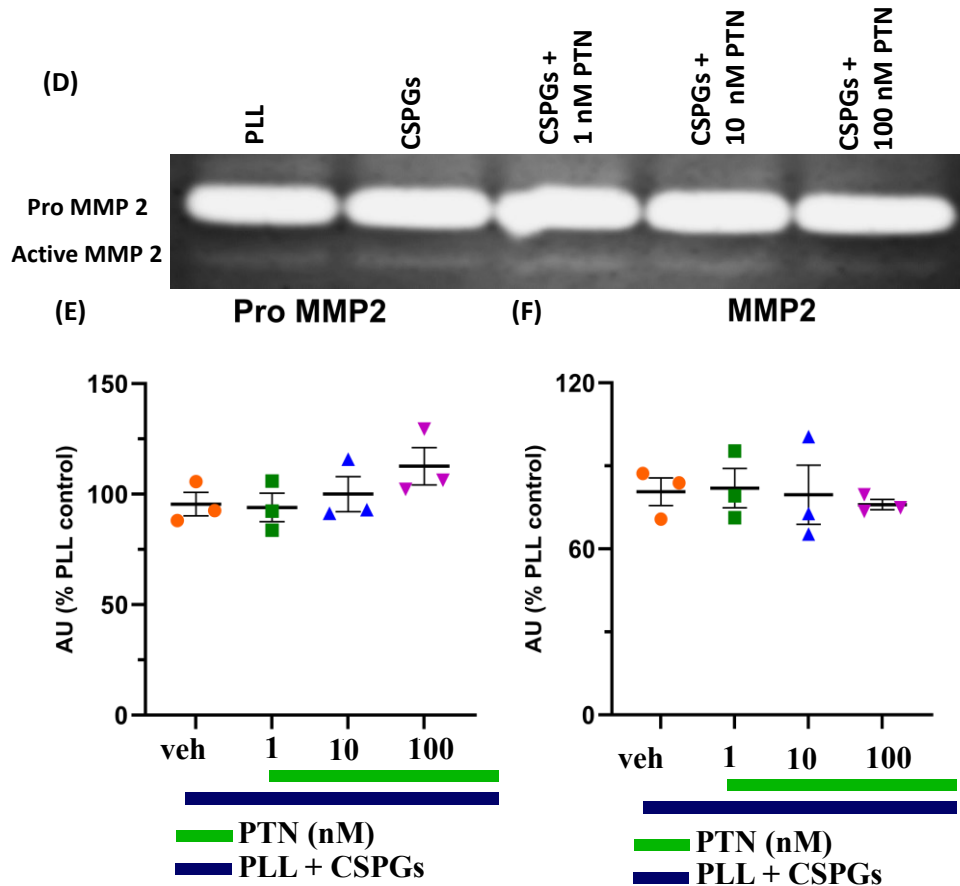 (D)
PLL
CSPGs
CSPGs +
1 nM PTN
CSPGs +
10 nM PTN
CSPGs +
100 nM PTN
Pro MMP 2
Active MMP 2
(E)
Pro MMP2
AU (% PLL control)
150
100
50
0
veh
1
10
100
PTN (nM)
PLL + CSPGs
(F)
MMP2
AU (% PLL control)
120
60
0
veh
1
10
100
PTN (nM)
PLL + CSPGs